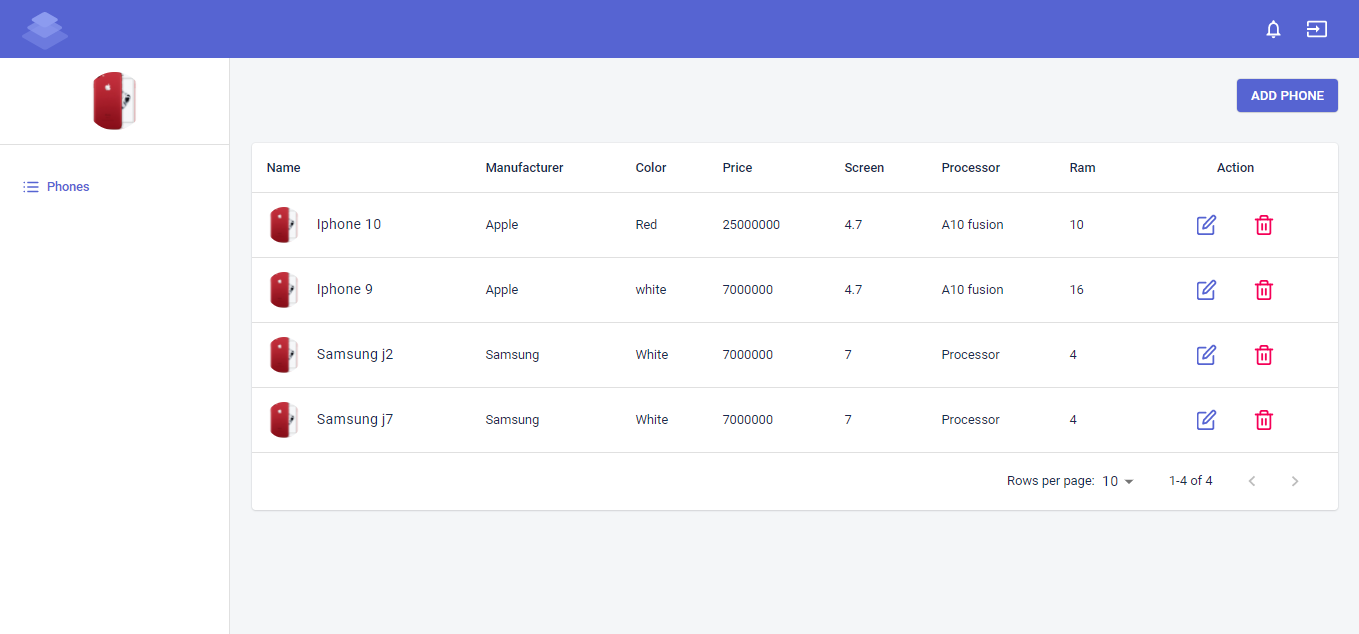 ADD PHONE
Phones
Name Manufacturer Color Price Screen Processor Ram Action
Iphone 10 Apple Red 25000000 4.7 A10 fusion 10
Iphone 9 Apple white 7000000 4.7 A10 fusion 16
Samsung j2 Samsung White 7000000 7 Processor 4
Samsung j7 Samsung White 7000000 7 Processor 4
Rows per page: 10 1-4 of 4